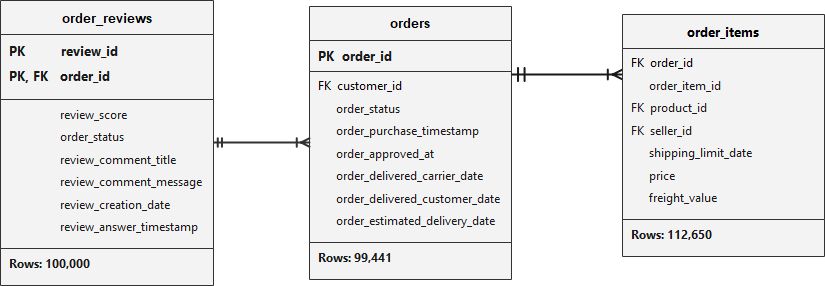 order_reviews
PK review_id
PK, FK order_id
review_score
order_status
review_comment_title
review_comment_message
review_creation_date
review_answer_timestamp
Rows: 100,000
orders
PK order_id
FK customer_id
order_status
order_purchase_timestamp
order_approved_at
order_delivered_carrier_date
order_delivered_customer_date
order_estimated_delivery_date
Rows: 99,441
order_items
FK order_id
order_item_id
FK product_id
FK seller_id
shipping_limit_date
price
freight_value
Rows: 112,650